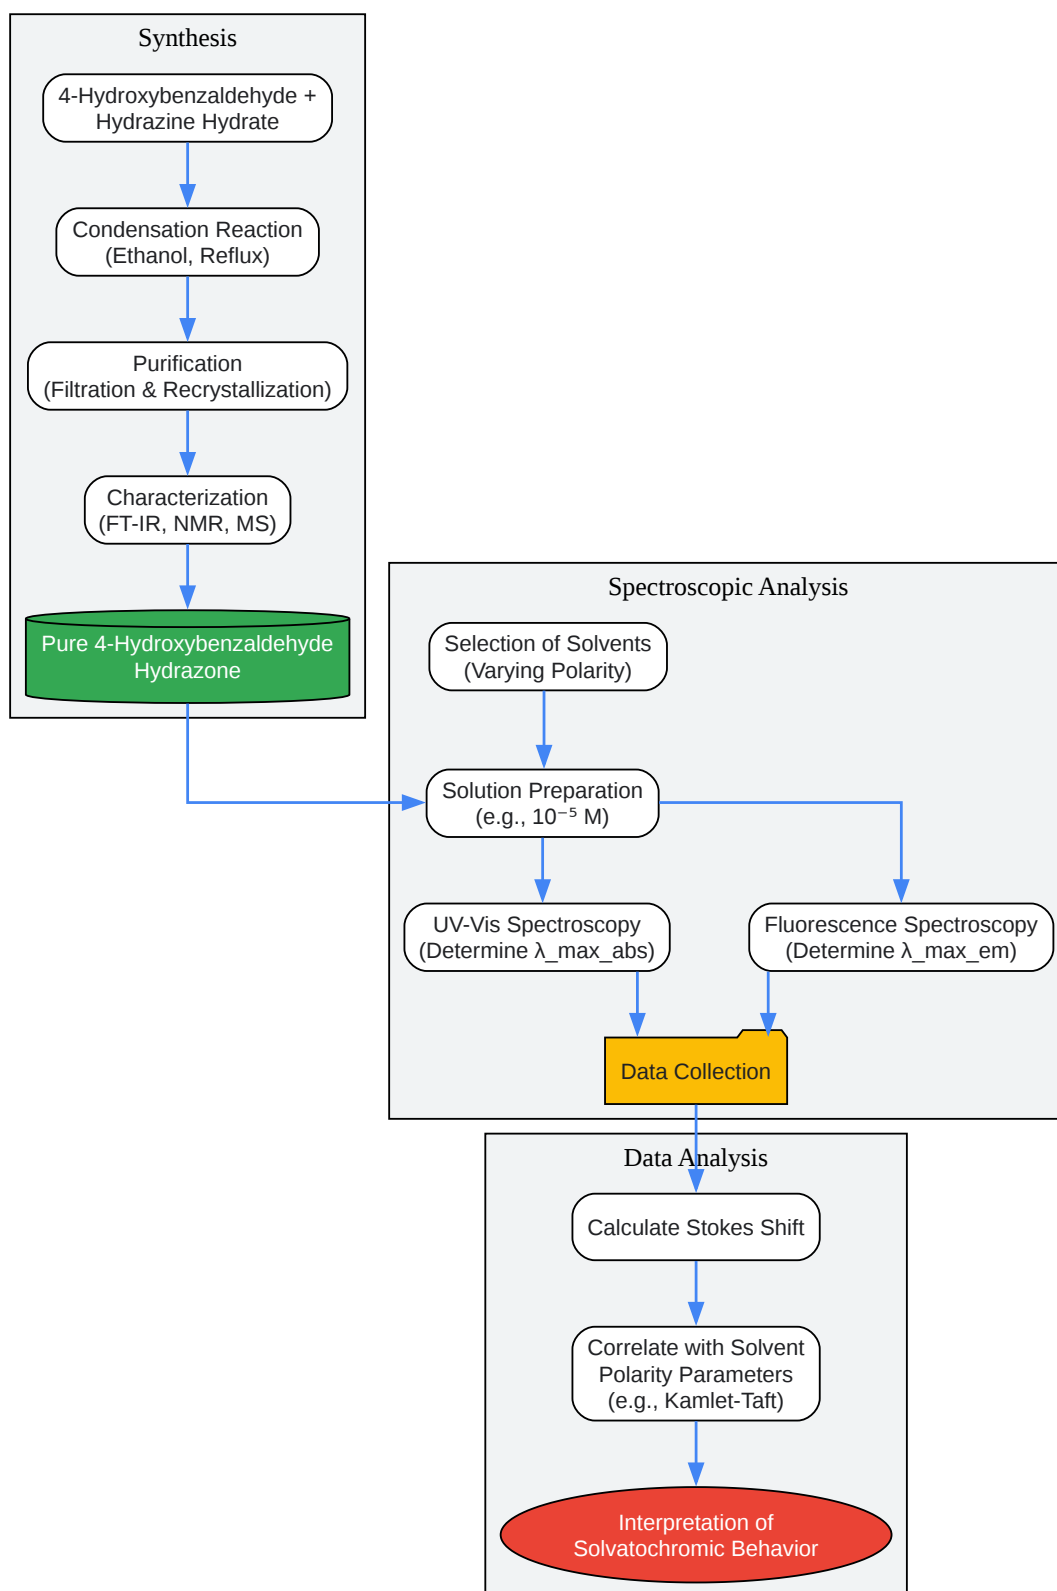 Synthesis
4-Hydroxybenzaldehyde +
Hydrazine Hydrate
Condensation Reaction
(Ethanol, Reflux)
Purification
(Filtration & Recrystallization)
Characterization
(FT-IR, NMR, MS)
Pure 4-Hydroxybenzaldehyde
Hydrazone
Spectroscopic Analysis
Selection of Solvents
(Varying Polarity)
Solution Preparation
(e.g., 10⁻⁵ M)
UV-Vis Spectroscopy
(Determine λ_max_abs)
Fluorescence Spectroscopy
(Determine λ_max_em)
Data Collection
Data Analysis
Calculate Stokes Shift
Correlate with Solvent
Polarity Parameters
(e.g., Kamlet-Taft)
Interpretation of
Solvatochromic Behavior